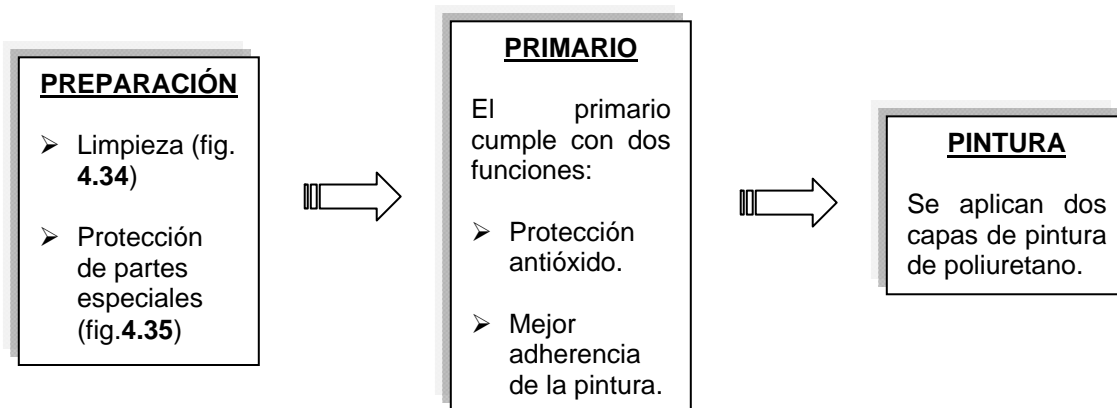 PREPARACIÓN
➢ Limpieza (fig.
4.34)
➢ Protección
de partes
especiales
(fig.4.35)
PRIMARIO
El primario
cumple con dos
funciones:
➢ Protección
antióxido.
➢ Mejor
adherencia
de la pintura.
PINTURA
Se aplican dos
capas de pintura
de poliuretano.